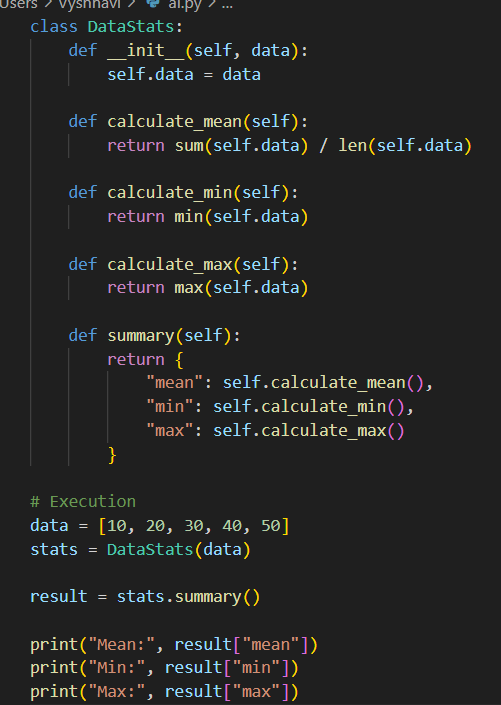 Users > vyshnavi > ai.py > ...
class DataStats:
    def __init__(self, data):
        self.data = data

    def calculate_mean(self):
        return sum(self.data) / len(self.data)

    def calculate_min(self):
        return min(self.data)

    def calculate_max(self):
        return max(self.data)

    def summary(self):
        return {
            "mean": self.calculate_mean(),
            "min": self.calculate_min(),
            "max": self.calculate_max()
        }

# Execution
data = [10, 20, 30, 40, 50]
stats = DataStats(data)

result = stats.summary()

print("Mean:", result["mean"])
print("Min:", result["min"])
print("Max:", result["max"])